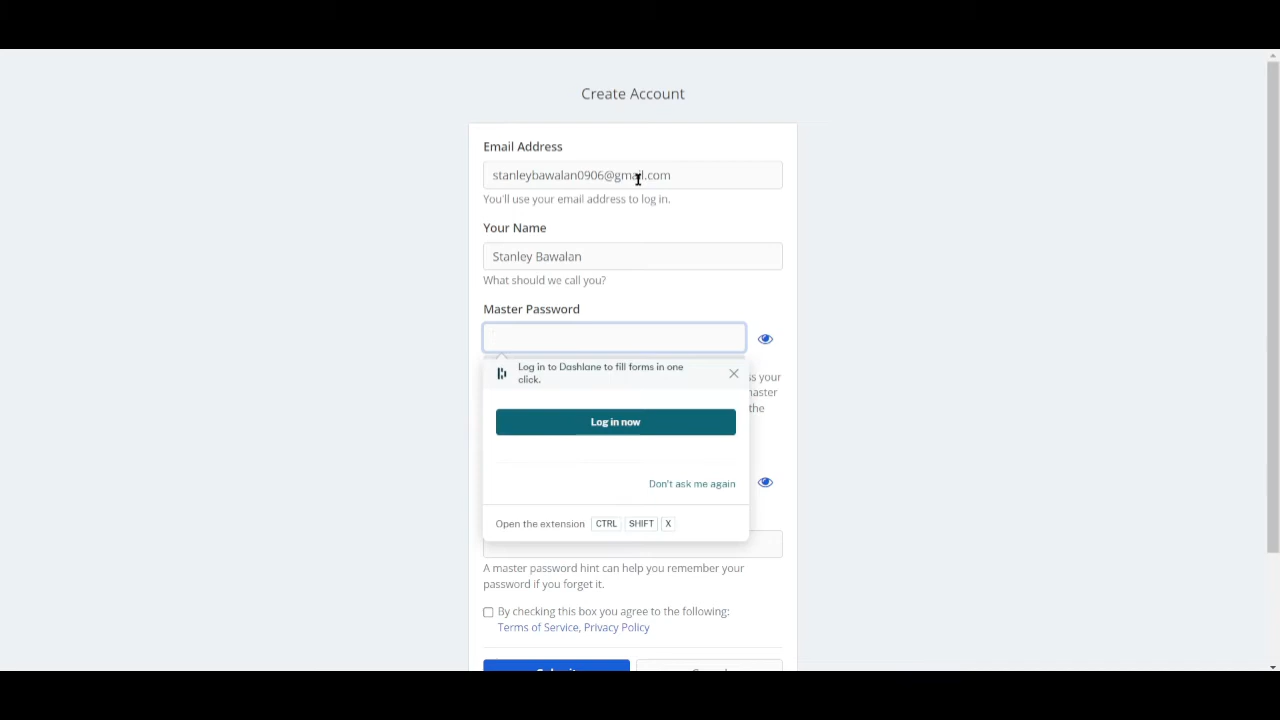 Create Account
Email Address
stanleybawalan0906@gmail.com
You'll use your email address to log in.
Your Name
Stanley Bawalan
What should we call you?
Master Password
Log in to Dashlane to fill forms in one
click.
ss your
master
the
Log in now
Don't ask me again
Open the extension CTRL SHIFT X
A master password hint can help you remember your
password if you forget it.
By checking this box you agree to the following:
Terms of Service, Privacy Policy